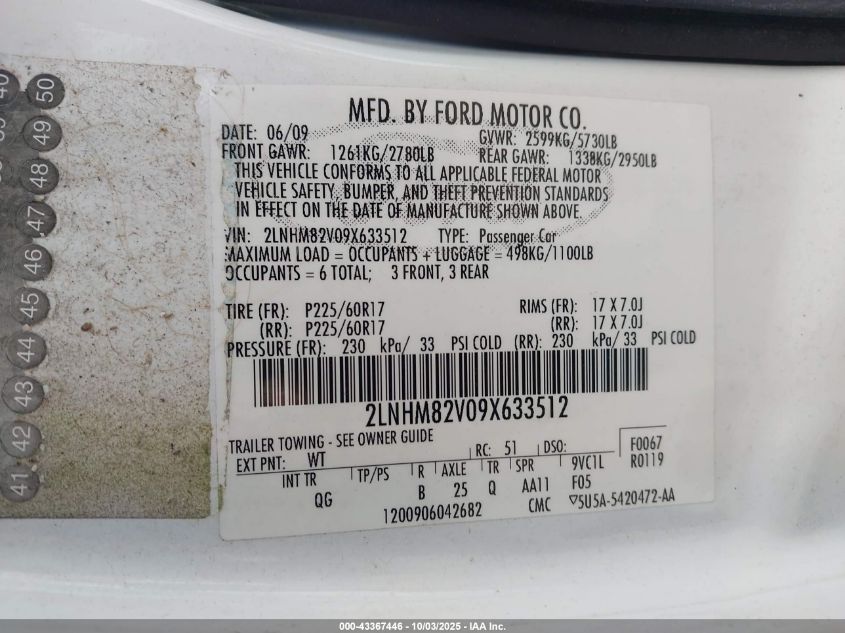 40
50
49
48
47
46
45
44
43
42
41
MFD. BY FORD MOTOR CO.
DATE: 06/09 GVWR: 2599KG/5730LB
FRONT GAWR: 1261KG/2780LB REAR GAWR: 1338KG/2950LB
THIS VEHICLE CONFORMS TO ALL APPLICABLE FEDERAL MOTOR
VEHICLE SAFETY, BUMPER, AND THEFT PREVENTION STANDARDS
IN EFFECT ON THE DATE OF MANUFACTURE SHOWN ABOVE.
VIN: 2LNHM82V09X633512 TYPE: Passenger Car
MAXIMUM LOAD = OCCUPANTS + LUGGAGE = 498KG/1100LB
OCCUPANTS = 6 TOTAL; 3 FRONT, 3 REAR
TIRE (FR): P225/60R17 RIMS (FR): 17 X 7.0J
(RR): P225/60R17 (RR): 17 X 7.0J
PRESSURE (FR): 230 kPa/ 33 PSI COLD (RR): 230 kPa/ 33 PSI COLD
2LNHM82V09X633512
TRAILER TOWING - SEE OWNER GUIDE
EXT PNT: WT RC: 51 DSO: F0067
INT TR TP/PS R AXLE TR SPR 9VC1L R0119
QG B 25 Q AA11 F05
1200906042682 CMC ▽5U5A-5420472-AA
000-43367446 - 10/03/2025 - IAA Inc.